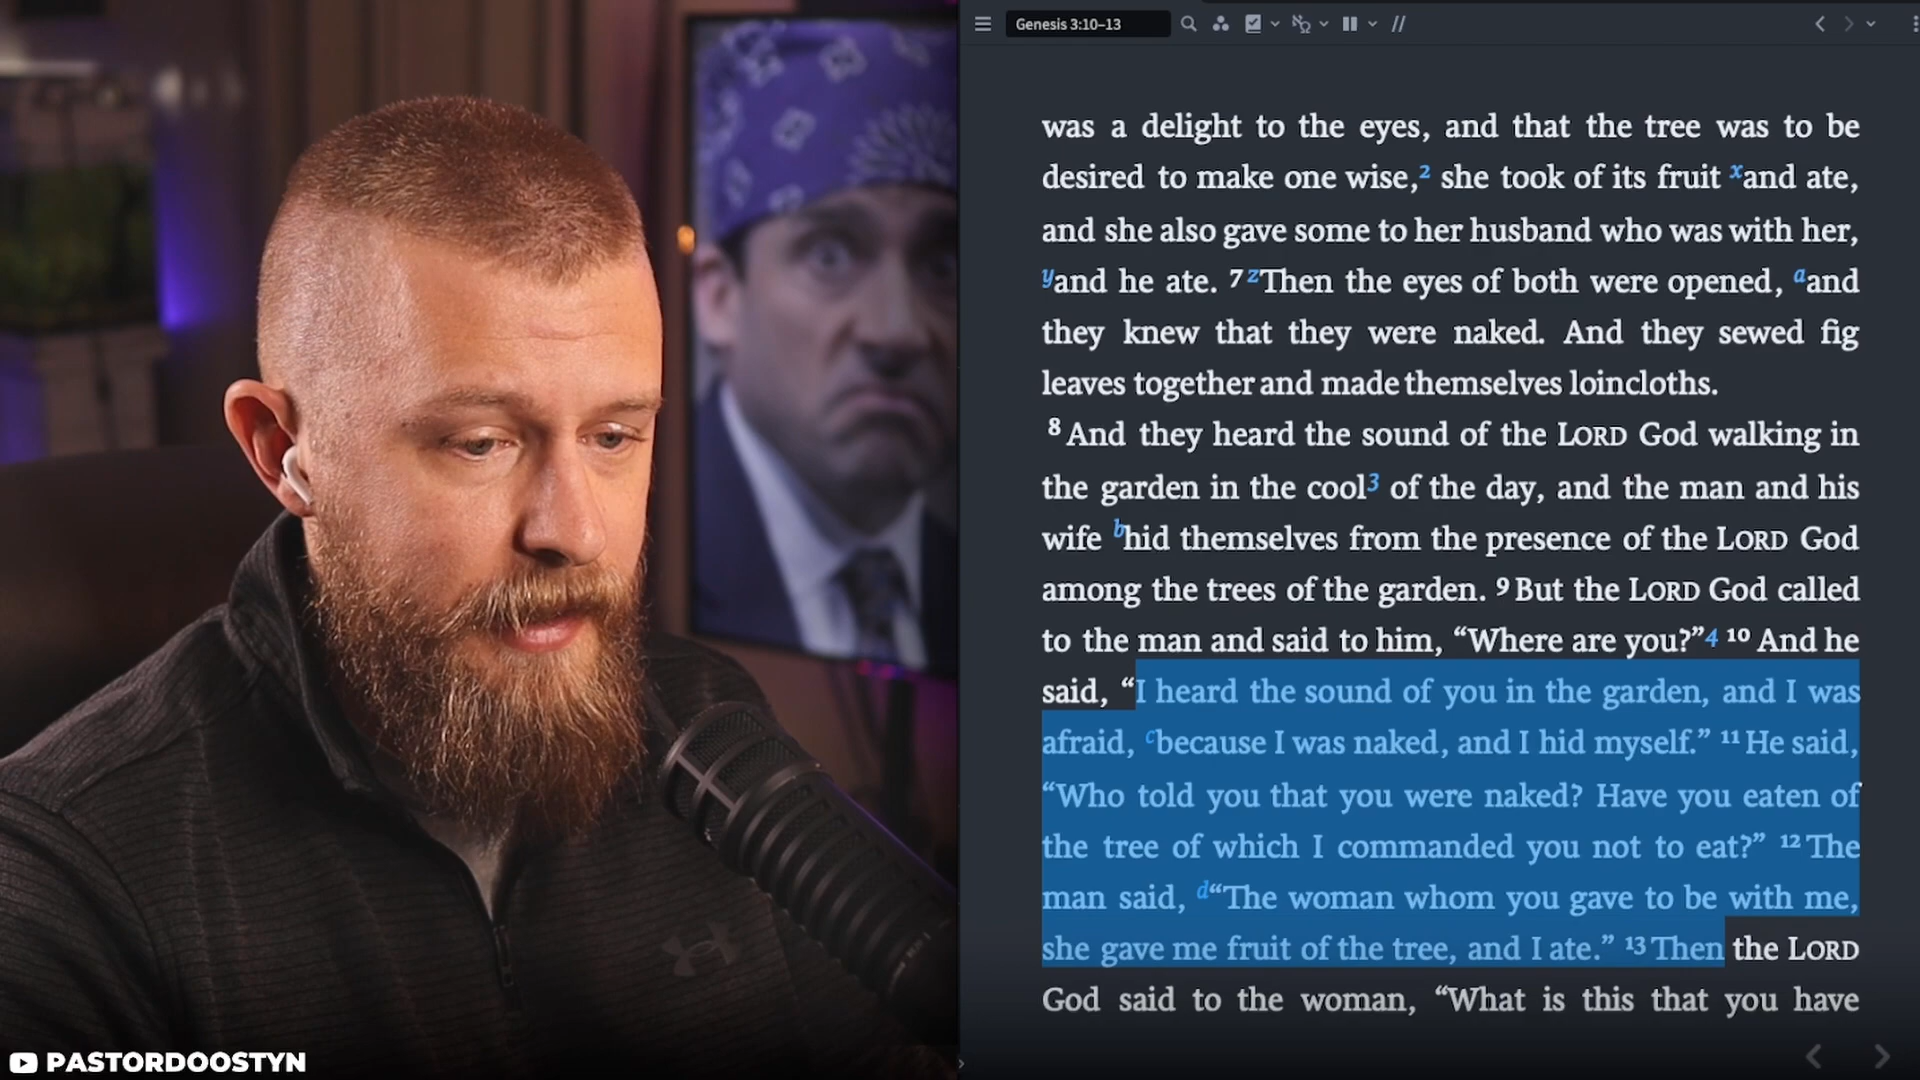 Genesis 3:10–13
was a delight to the eyes, and that the tree was to be
desired to make one wise,2 she took of its fruit xand ate,
and she also gave some to her husband who was with her,
yand he ate. 7 zThen the eyes of both were opened, aand
they knew that they were naked. And they sewed fig
leaves together and made themselves loincloths.
8 And they heard the sound of the LORD God walking in
the garden in the cool3 of the day, and the man and his
wife bhid themselves from the presence of the LORD God
among the trees of the garden. 9 But the LORD God called
to the man and said to him, “Where are you?”4 10 And he
said, “I heard the sound of you in the garden, and I was
afraid, cbecause I was naked, and I hid myself.” 11 He said,
“Who told you that you were naked? Have you eaten of
the tree of which I commanded you not to eat?” 12 The
man said, d“The woman whom you gave to be with me,
she gave me fruit of the tree, and I ate.” 13 Then the LORD
God said to the woman, “What is this that you have
PASTORDOOSTYN